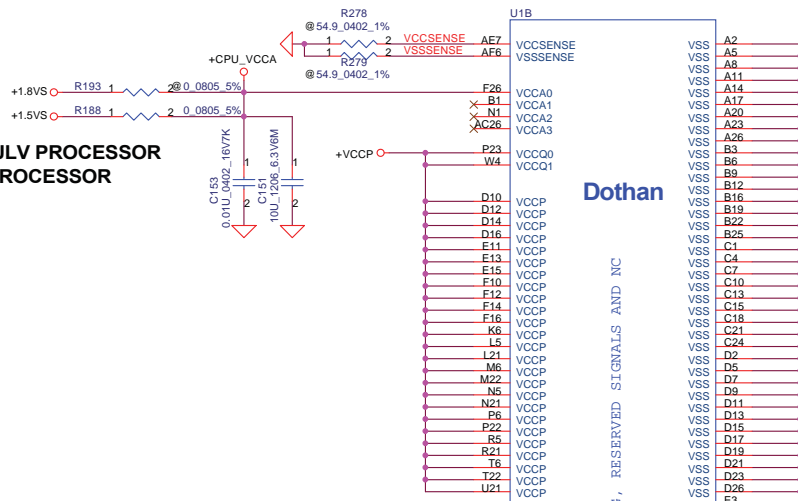 U1B
R278
@54.9_0402_1%
1 2 VCCSENSE AE7 VCCSENSE VSS A2
1 2 VSSSENSE AF6 VSSSENSE VSS A5
R279
@54.9_0402_1%
VSS A8
VSS A11
+CPU_VCCA
+1.8VS R193 1 2 @0_0805_5% F26 VCCA0 VSS A14
B1 VCCA1 VSS A17
+1.5VS R188 1 2 0_0805_5% N1 VCCA2 VSS A20
AC26 VCCA3 VSS A23
VSS A26
ULV PROCESSOR
ROCESSOR
+VCCP P23 VCCQ0 VSS B3
W4 VCCQ1 VSS B6
VSS B9
VSS B12
C153
0.01U_0402_16V7K
1
2
C151
10U_1206_6.3V6M
1
2
Dothan
D10 VCCP VSS B16
D12 VCCP VSS B19
D14 VCCP VSS B22
D16 VCCP VSS B25
E11 VCCP VSS C1
E13 VCCP VSS C4
E15 VCCP VSS C7
F10 VCCP VSS C10
F12 VCCP VSS C13
F14 VCCP VSS C15
F16 VCCP VSS C18
K6 VCCP VSS C21
L5 VCCP VSS C24
L21 VCCP VSS D2
M6 VCCP VSS D5
M22 VCCP VSS D7
N5 VCCP VSS D9
N21 VCCP VSS D11
P6 VCCP VSS D13
P22 VCCP VSS D15
R5 VCCP VSS D17
R21 VCCP VSS D19
T6 VCCP VSS D21
T22 VCCP VSS D23
U21 VCCP VSS D26
, RESERVED SIGNALS AND NC